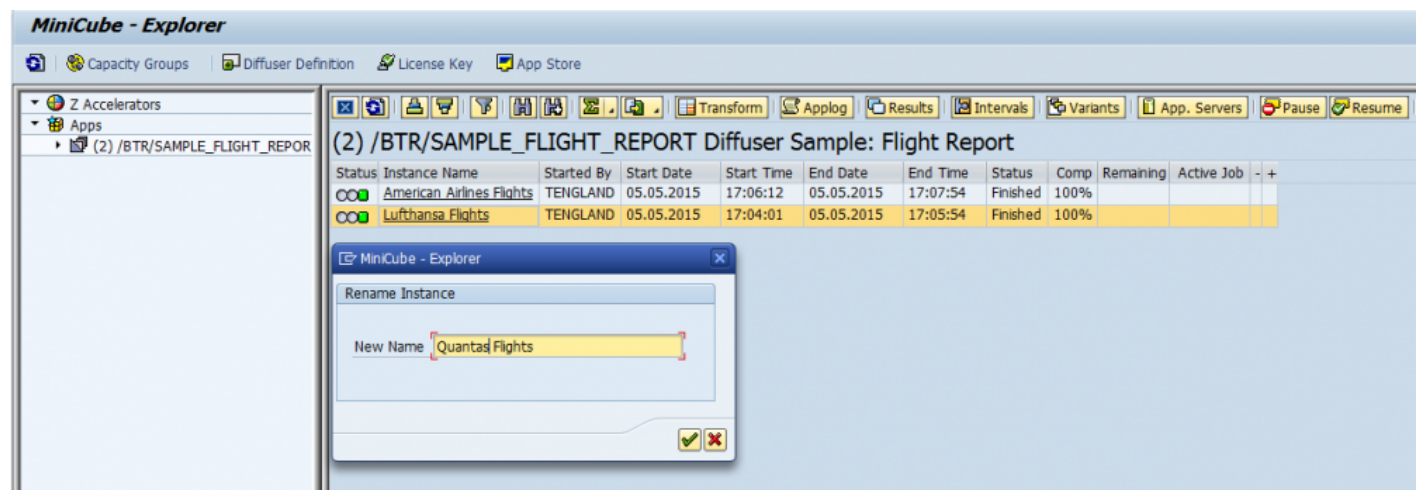 MiniCube - Explorer
Capacity Groups Diffuser Definition License Key App Store
Z Accelerators
Apps
(2) /BTR/SAMPLE_FLIGHT_REPOR
Transform Applog Results Intervals Variants App. Servers Pause Resume
(2) /BTR/SAMPLE_FLIGHT_REPORT Diffuser Sample: Flight Report
Status Instance Name Started By Start Date Start Time End Date End Time Status Comp Remaining Active Job - +
American Airlines Flights TENGLAND 05.05.2015 17:06:12 05.05.2015 17:07:54 Finished 100%
Lufthansa Flights TENGLAND 05.05.2015 17:04:01 05.05.2015 17:05:54 Finished 100%
MiniCube - Explorer
Rename Instance
New Name Quantas Flights